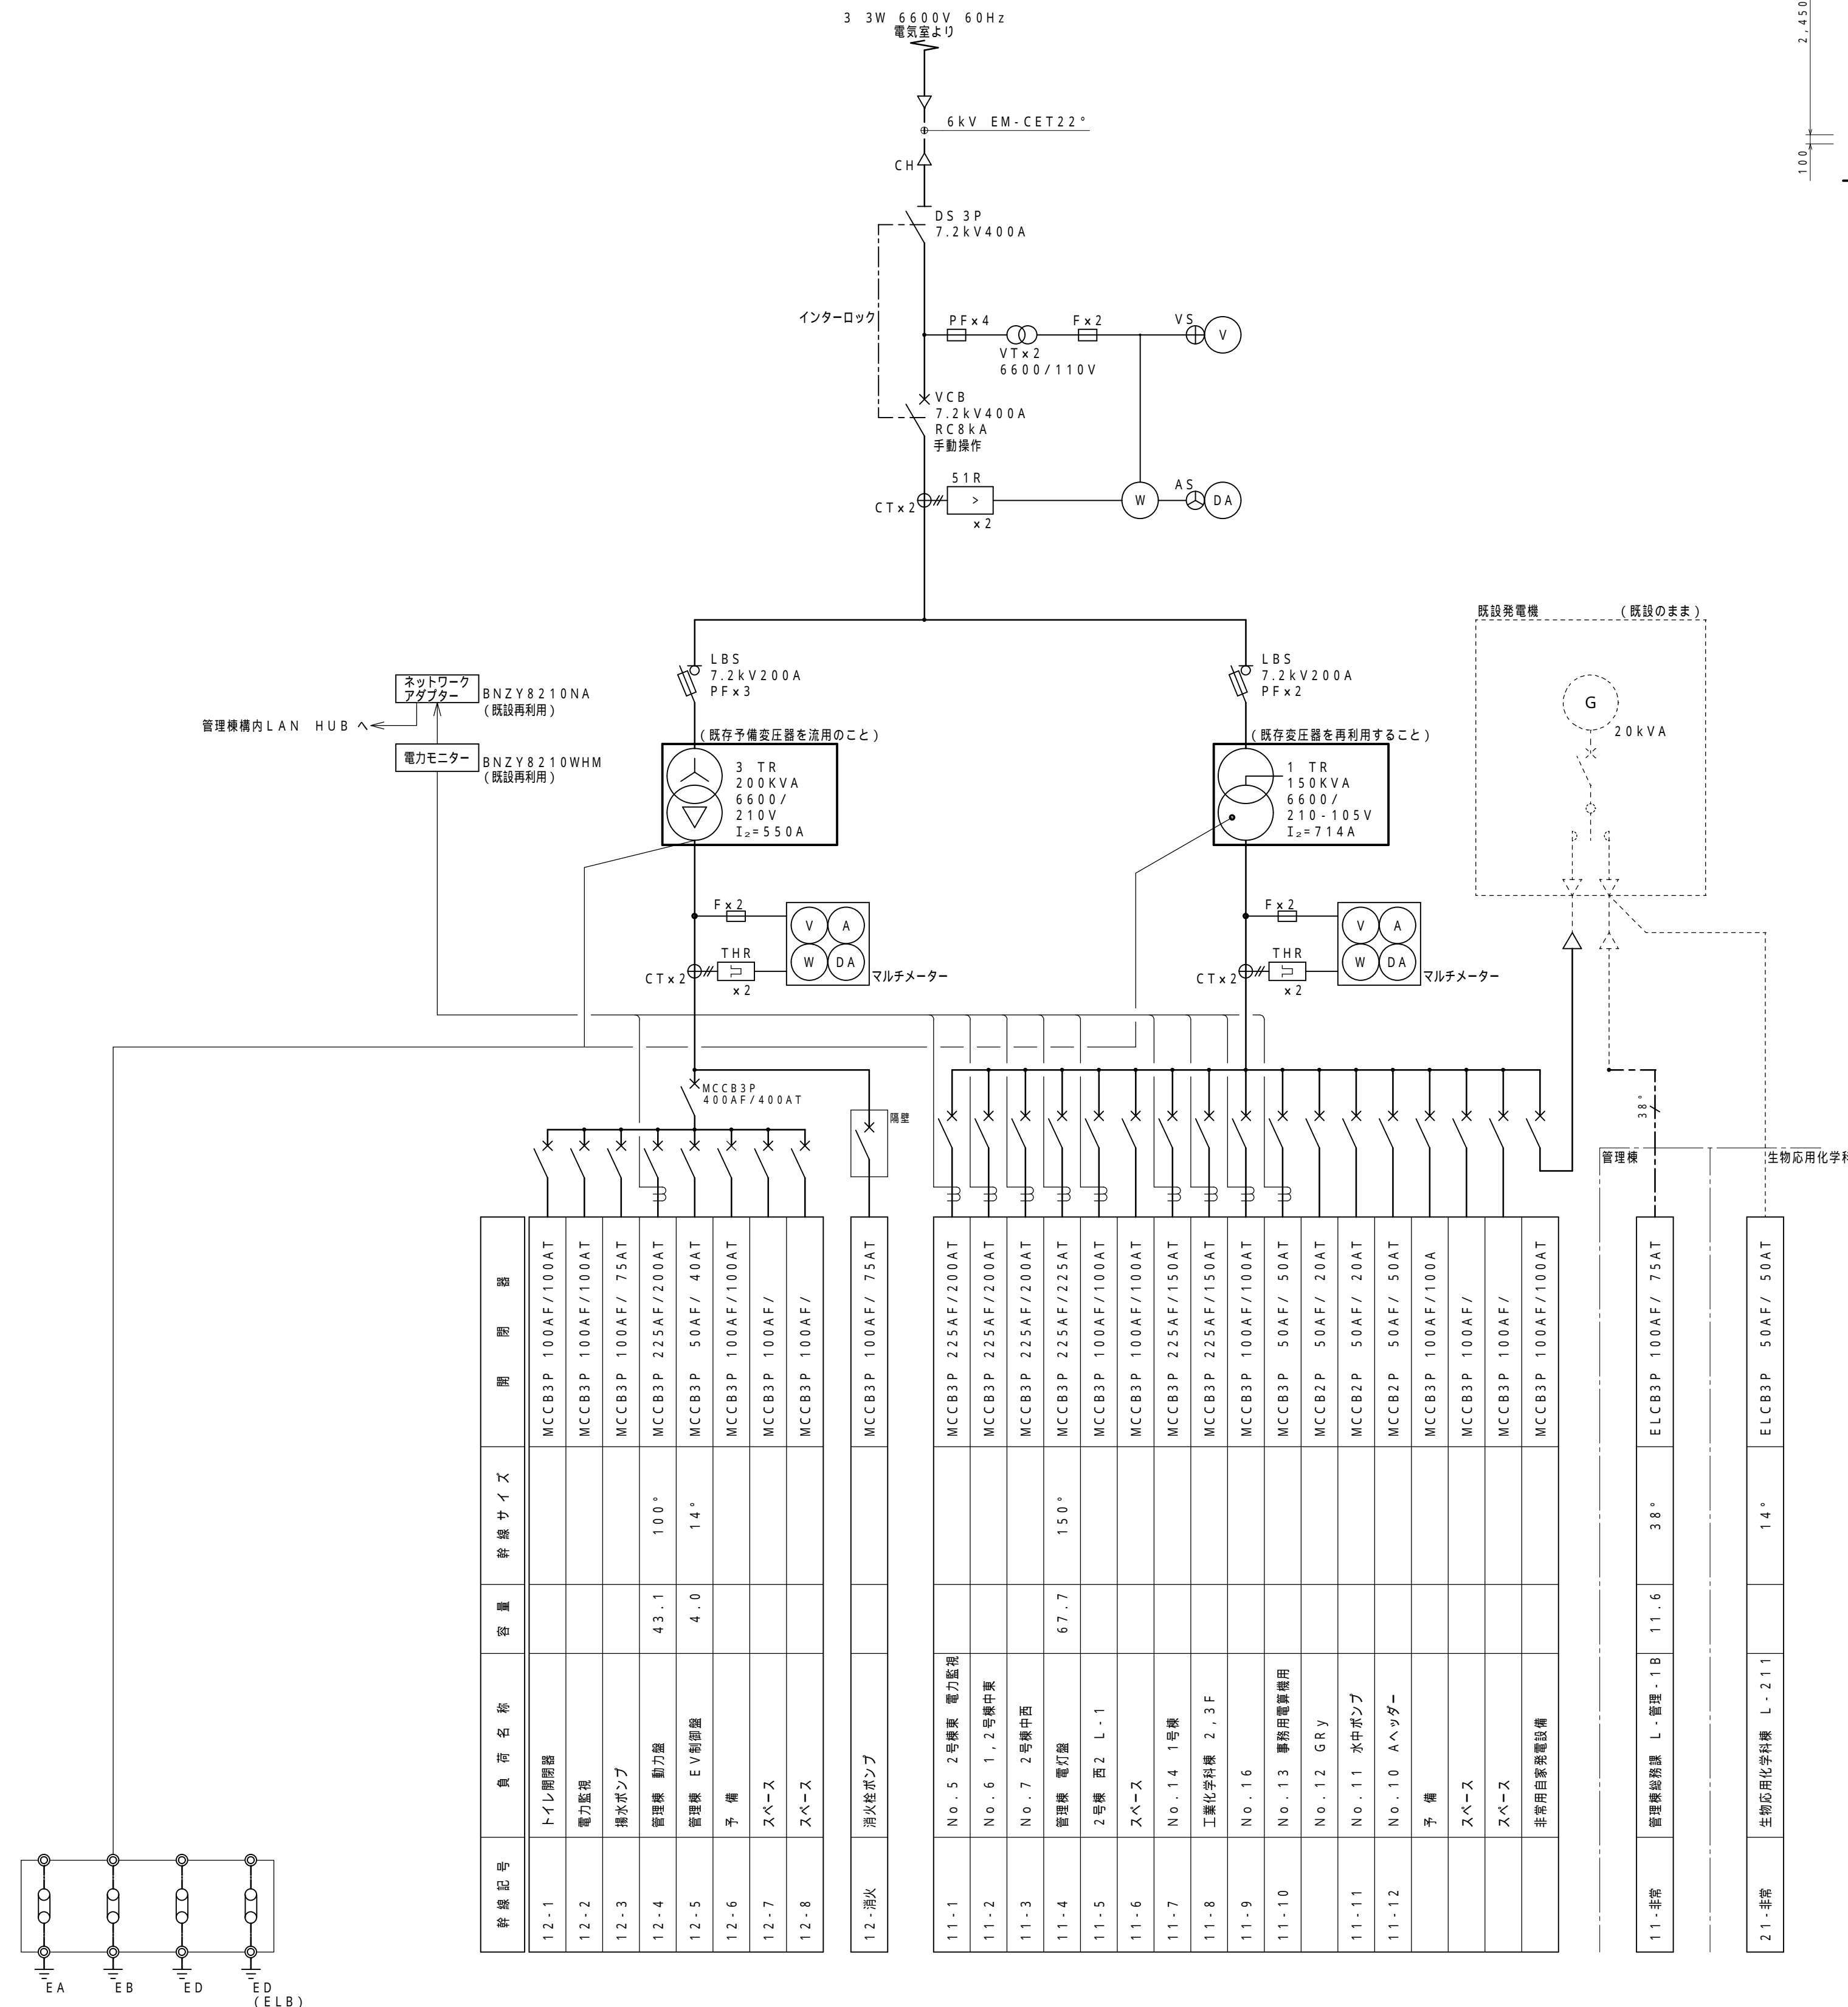 3 3W 6600V 60Hz
電気室より
2,450
100
6kV EM-CET22°
CH
DS 3P
7.2kV400A
インターロック
PF×4
VT×2
6600/110V
F×2
VS
V
VCB
7.2kV400A
RC8kA
手動操作
CT×2
51R
>
×2
W
AS
DA
既設発電機
(既設のまま)
G
20kVA
LBS
7.2kV200A
PF×3
LBS
7.2kV200A
PF×2
ネットワーク
アダプター
BNZY8210NA
(既設再利用)
管理棟構内LAN HUB へ
電力モニター
BNZY8210WHM
(既設再利用)
(既存予備変圧器を流用のこと)
3 TR
200KVA
6600/
210V
I₂=550A
(既存変圧器を再利用すること)
1 TR
150KVA
6600/
210-105V
I₂=714A
F×2
V A
W DA
THR
×2
CT×2
マルチメーター
F×2
V A
W DA
THR
×2
CT×2
マルチメーター
MCCB3P
400AF/400AT
隔壁
38°
管理棟
生物応用化学科
開閉器
幹線サイズ
容量
負荷名称
幹線記号
MCCB3P 100AF/100AT
トイレ開閉器
12-1
MCCB3P 100AF/100AT
電力監視
12-2
MCCB3P 100AF/ 75AT
揚水ポンプ
12-3
MCCB3P 225AF/200AT
100°
43.1
管理棟 動力盤
12-4
MCCB3P 50AF/ 40AT
14°
4.0
管理棟 EV制御盤
12-5
MCCB3P 100AF/100AT
予 備
12-6
MCCB3P 100AF/
スペース
12-7
MCCB3P 100AF/
スペース
12-8
MCCB3P 100AF/ 75AT
消火栓ポンプ
12-消火
MCCB3P 225AF/200AT
No.5 2号棟東 電力監視
11-1
MCCB3P 225AF/200AT
No.6 1,2号棟中東
11-2
MCCB3P 225AF/200AT
No.7 2号棟中西
11-3
MCCB3P 225AF/225AT
150°
67.7
管理棟 電灯盤
11-4
MCCB3P 100AF/100AT
2号棟 西2 L-1
11-5
MCCB3P 100AF/100AT
スペース
11-6
MCCB3P 225AF/150AT
No.14 1号棟
11-7
MCCB3P 225AF/150AT
工業化学科棟 2,3F
11-8
MCCB3P 100AF/100AT
No.16
11-9
MCCB3P 50AF/ 50AT
No.13 事務用電算機用
11-10
MCCB2P 50AF/ 20AT
No.12 GRy
MCCB2P 50AF/ 20AT
No.11 水中ポンプ
11-11
MCCB2P 50AF/ 50AT
No.10 Aヘッダー
11-12
MCCB3P 100AF/100A
予 備
MCCB3P 100AF/
スペース
MCCB3P 100AF/
スペース
MCCB3P 100AF/100AT
非常用自家発電設備
ELCB3P 100AF/ 75AT
38°
11.6
管理棟総務課 L-管理-1B
11-非常
ELCB3P 50AF/ 50AT
14°
生物応用化学科棟 L-211
21-非常
EA
EB
ED
ED
(ELB)